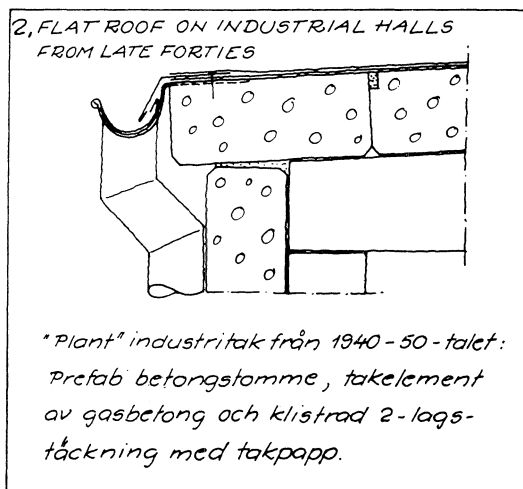 2. FLAT ROOF ON INDUSTRIAL HALLS
FROM LATE FORTIES
"Plant" industritak från 1940-50-talet:
Prefab betongstomme, takelement
av gasbetong och klistrad 2-lags-
täckning med takpapp.